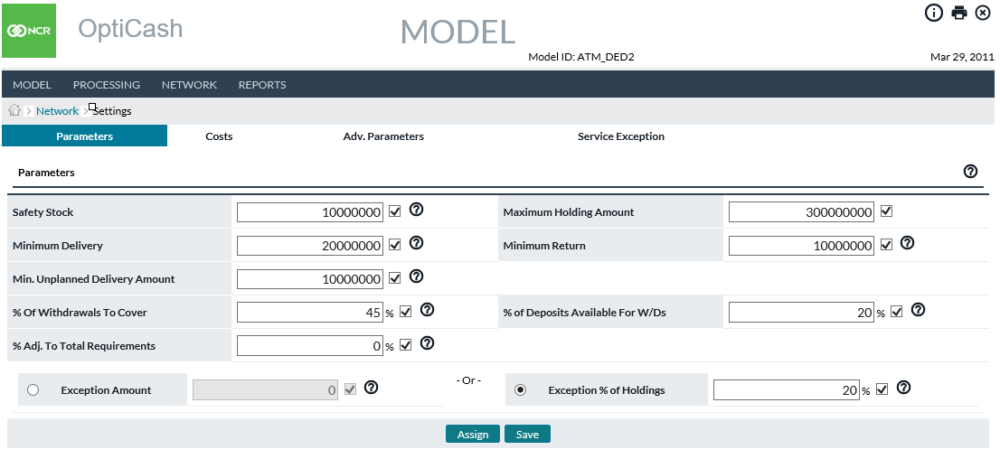 NCR OptiCash MODEL
Model ID: ATM_DED2 Mar 29, 2011
MODEL PROCESSING NETWORK REPORTS
> Network > Settings
Parameters Costs Adv. Parameters Service Exception
Parameters
Safety Stock 10000000 Maximum Holding Amount 300000000
Minimum Delivery 20000000 Minimum Return 10000000
Min. Unplanned Delivery Amount 10000000
% Of Withdrawals To Cover 45 % % of Deposits Available For W/Ds 20 %
% Adj. To Total Requirements 0 %
Exception Amount 0 - Or - Exception % of Holdings 20 %
Assign Save